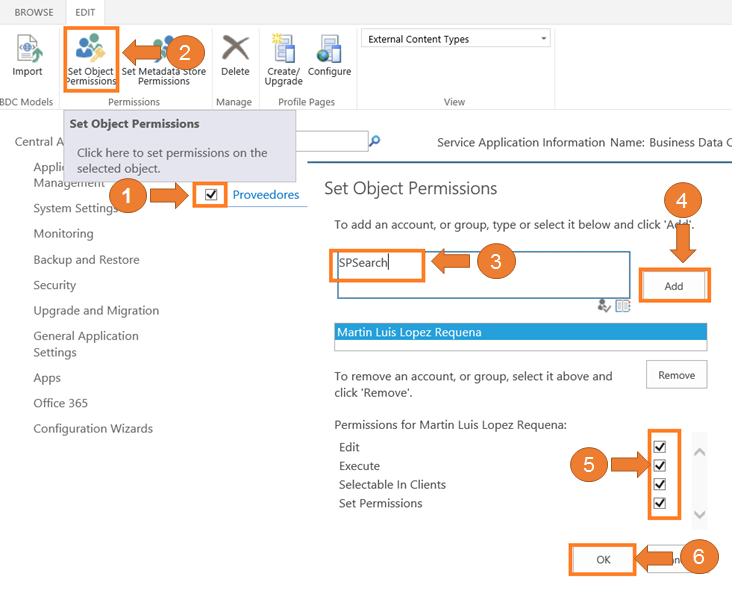 BROWSE
EDIT
Import
Set Object
Permissions
Set Metadata Store
Permissions
Delete
Create/
Upgrade
Configure
External Content Types
BDC Models
Permissions
Manage
Profile Pages
View
2
Set Object Permissions
Click here to set permissions on the
selected object.
Central A
Service Application Information Name: Business Data C
Appli
Management
System Settings
Monitoring
Backup and Restore
Security
Upgrade and Migration
General Application
Settings
Apps
Office 365
Configuration Wizards
1
Proveedores
Set Object Permissions
4
To add an account, or group, type or select it below and click 'Add'.
SPSearch
3
Add
Martin Luis Lopez Requena
To remove an account, or group, select it above and
click 'Remove'.
Remove
Permissions for Martin Luis Lopez Requena:
Edit
Execute
Selectable In Clients
Set Permissions
5
OK
6